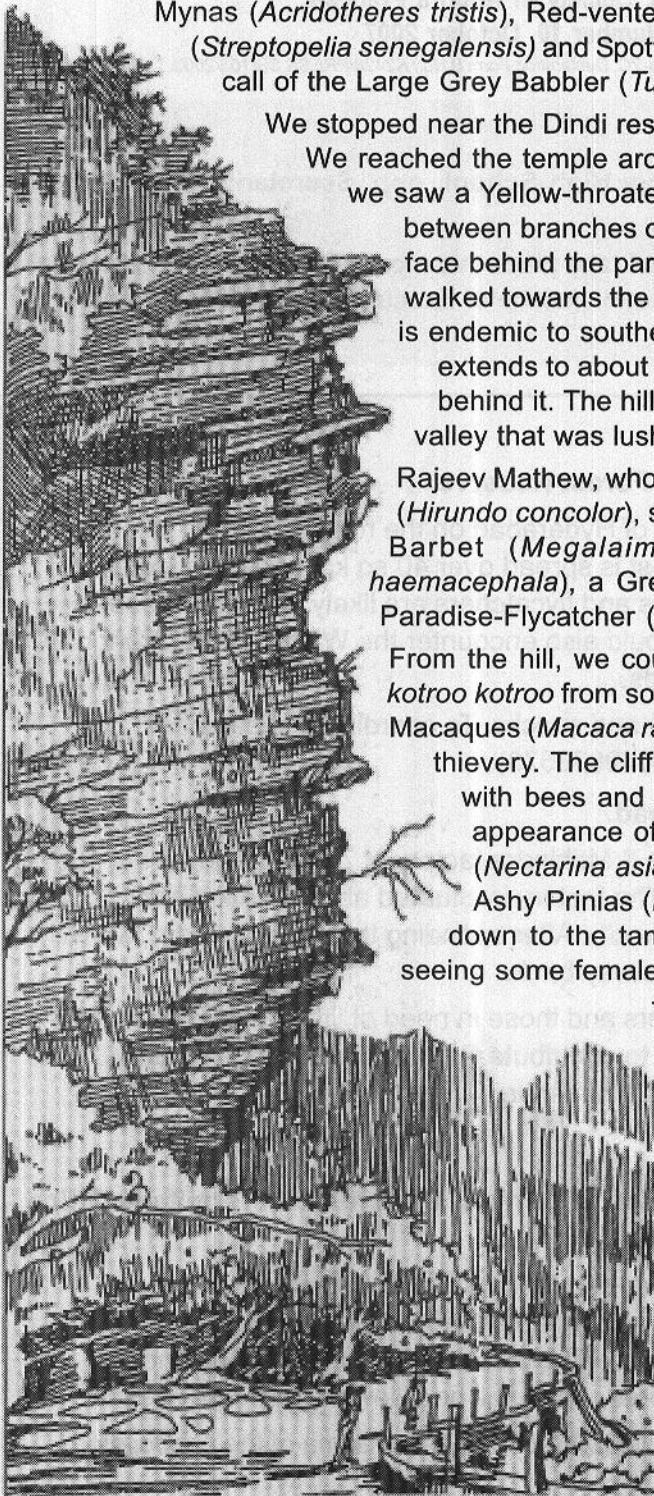 Mynas (Acridotheres tristis), Red-vente
(Streptopelia senegalensis) and Spot
call of the Large Grey Babbler (Tu
We stopped near the Dindi res
We reached the temple aro
we saw a Yellow-throate
between branches o
face behind the par
walked towards the
is endemic to southe
extends to about
behind it. The hill
valley that was lush
Rajeev Mathew, who
(Hirundo concolor), s
Barbet (Megalaim
haemacephala), a Gre
Paradise-Flycatcher (
From the hill, we cou
kotroo kotroo from so
Macaques (Macaca ra
thievery. The cliff
with bees and
appearance of
(Nectarina asia
Ashy Prinias (
down to the tan
seeing some female